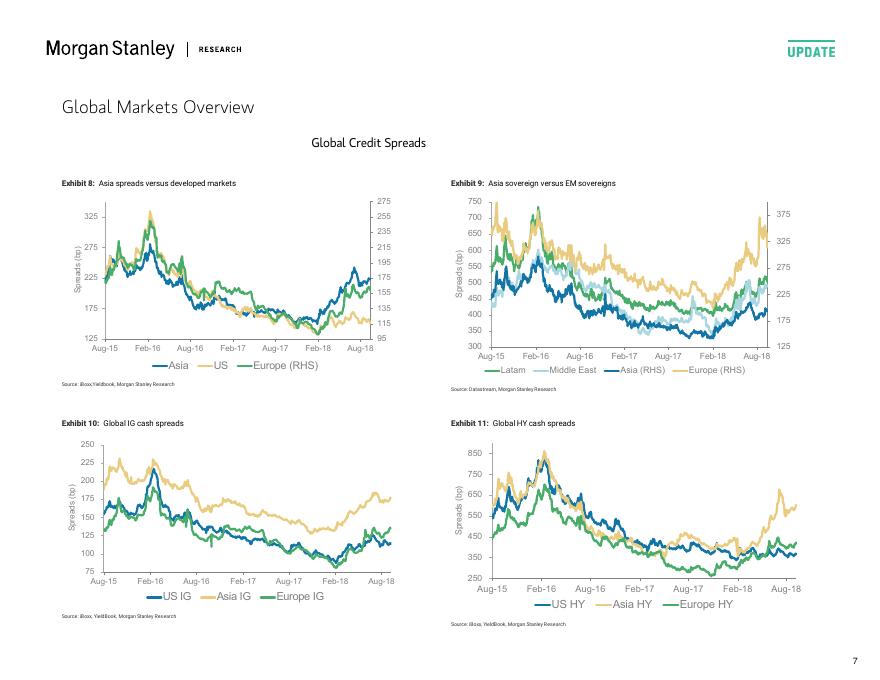 Morgan Stanley | RESEARCH
UPDATE
Global Markets Overview
Global Credit Spreads
Exhibit 8: Asia spreads versus developed markets
325
275
225
175
125
275
255
235
215
195
175
155
135
115
95
Spreads (bp)
Aug-15 Feb-16 Aug-16 Feb-17 Aug-17 Feb-18 Aug-18
Asia US Europe (RHS)
Source: iBoxx,Yieldbook, Morgan Stanley Research
Exhibit 9: Asia sovereign versus EM sovereigns
750
700
650
600
550
500
450
400
350
300
375
325
275
225
175
125
Spreads (bp)
Aug-15 Feb-16 Aug-16 Feb-17 Aug-17 Feb-18 Aug-18
Latam Middle East Asia (RHS) Europe (RHS)
Source: Datastream, Morgan Stanley Research
Exhibit 10: Global IG cash spreads
250
225
200
175
150
125
100
75
Spreads (bp)
Aug-15 Feb-16 Aug-16 Feb-17 Aug-17 Feb-18 Aug-18
US IG Asia IG Europe IG
Source: iBoxx, YieldBook, Morgan Stanley Research
Exhibit 11: Global HY cash spreads
850
750
650
550
450
350
250
Spreads (bp)
Aug-15 Feb-16 Aug-16 Feb-17 Aug-17 Feb-18 Aug-18
US HY Asia HY Europe HY
Source: iBoxx, YieldBook, Morgan Stanley Research
7